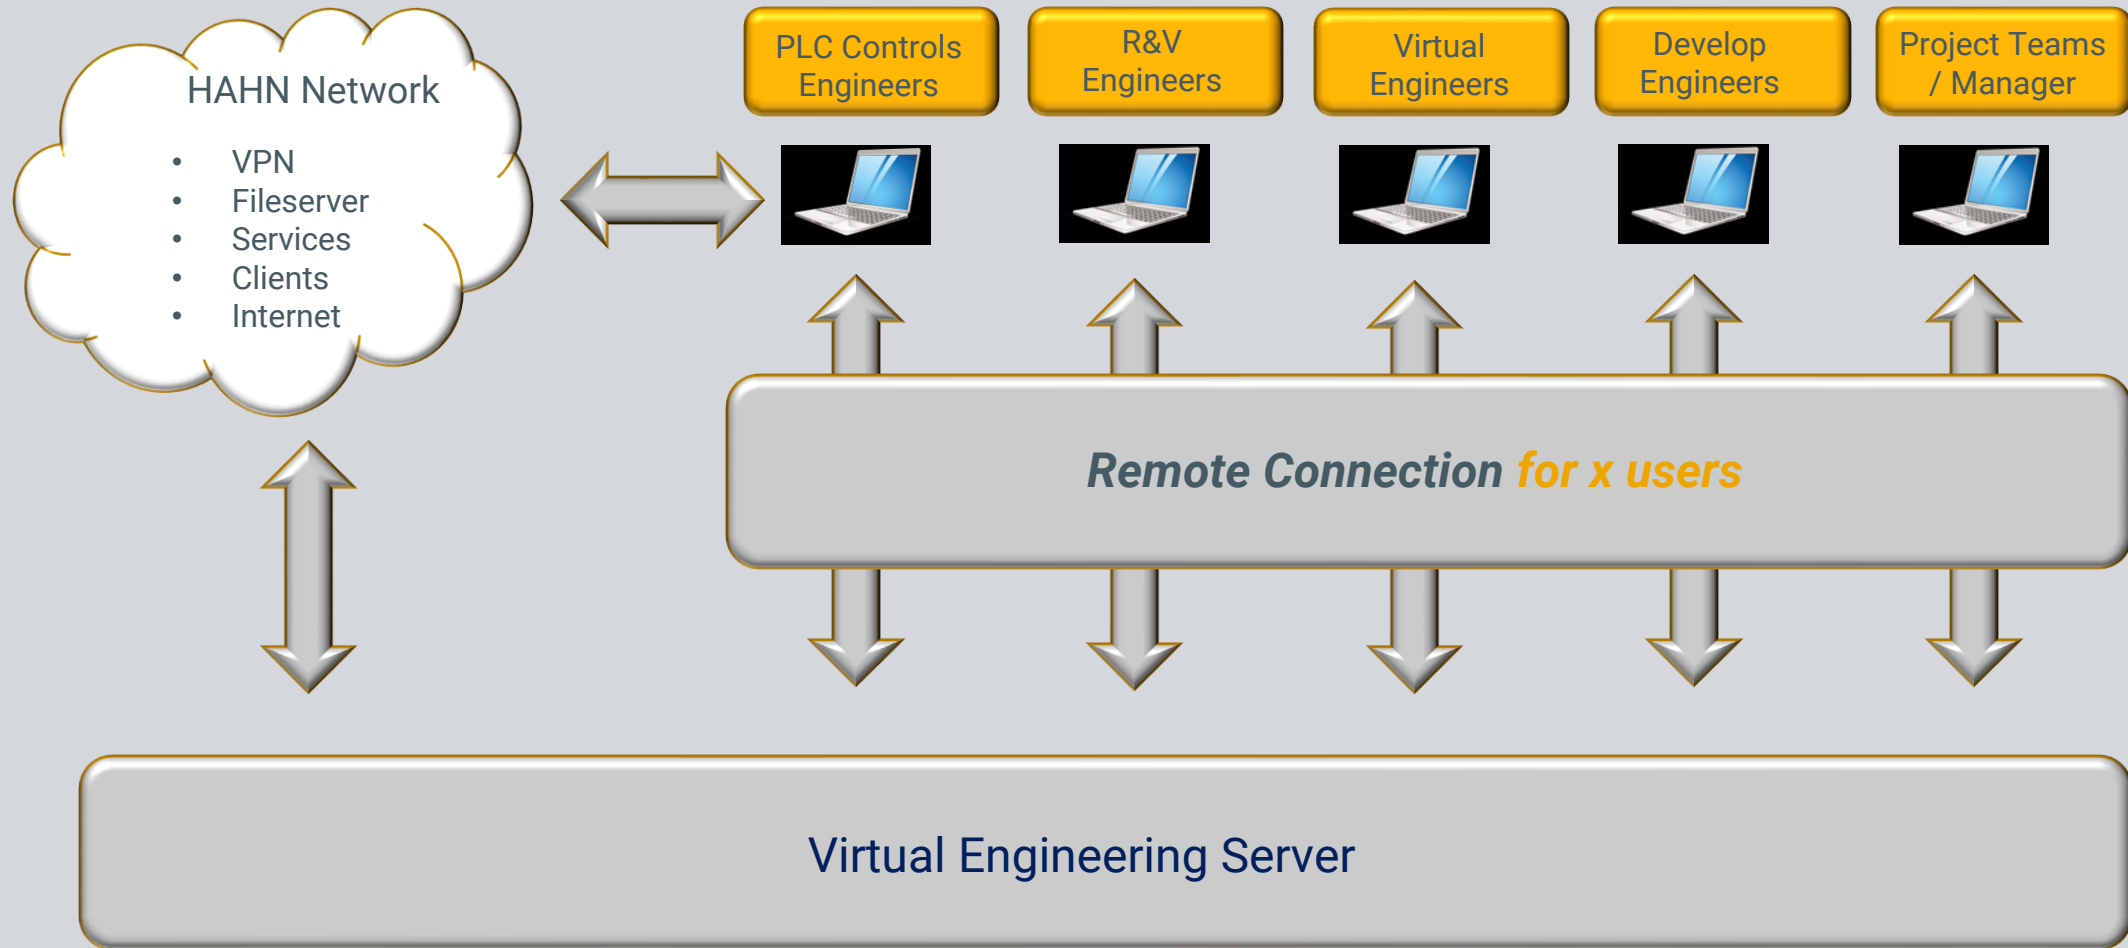 HAHN Network
• VPN
• Fileserver
• Services
• Clients
• Internet
PLC Controls
Engineers
R&V
Engineers
Virtual
Engineers
Develop
Engineers
Project Teams
/ Manager
Remote Connection for x users
Virtual Engineering Server